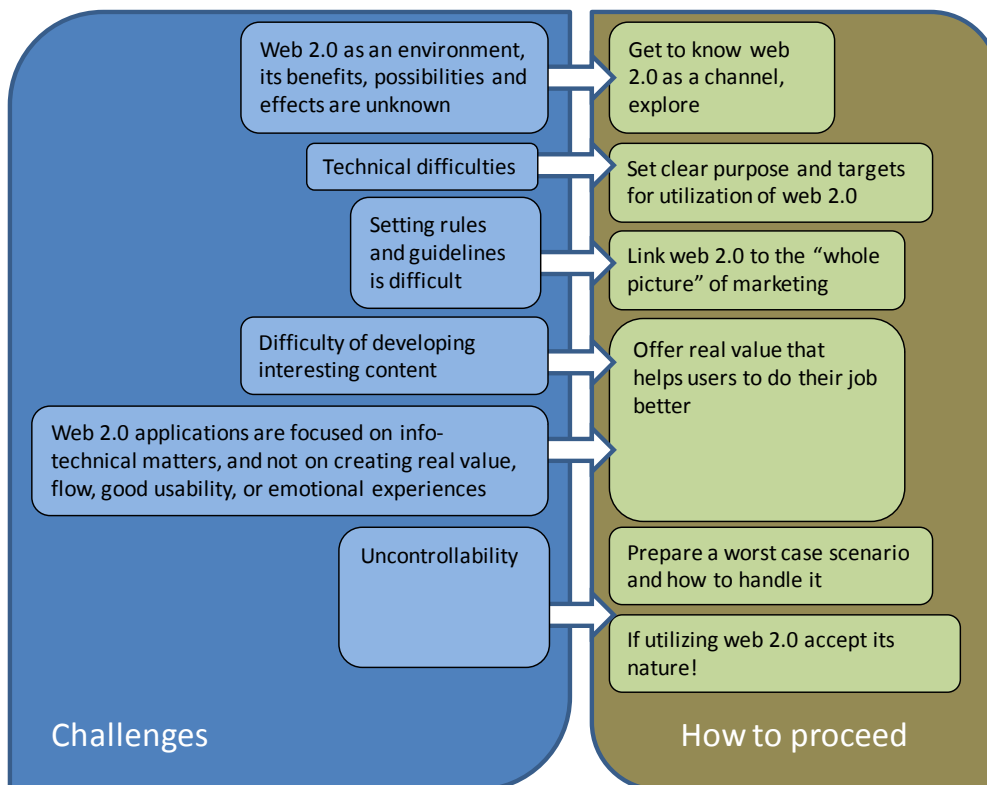 Web 2.0 as an environment,
its benefits, possibilities and
effects are unknown
Get to know web
2.0 as a channel,
explore
Technical difficulties
Set clear purpose and targets
for utilization of web 2.0
Setting rules
and guidelines
is difficult
Link web 2.0 to the “whole
picture” of marketing
Difficulty of developing
interesting content
Offer real value that
helps users to do their job
better
Web 2.0 applications are focused on info-
technical matters, and not on creating real value,
flow, good usability, or emotional experiences
Uncontrollability
Prepare a worst case scenario
and how to handle it
If utilizing web 2.0 accept its
nature!
Challenges
How to proceed